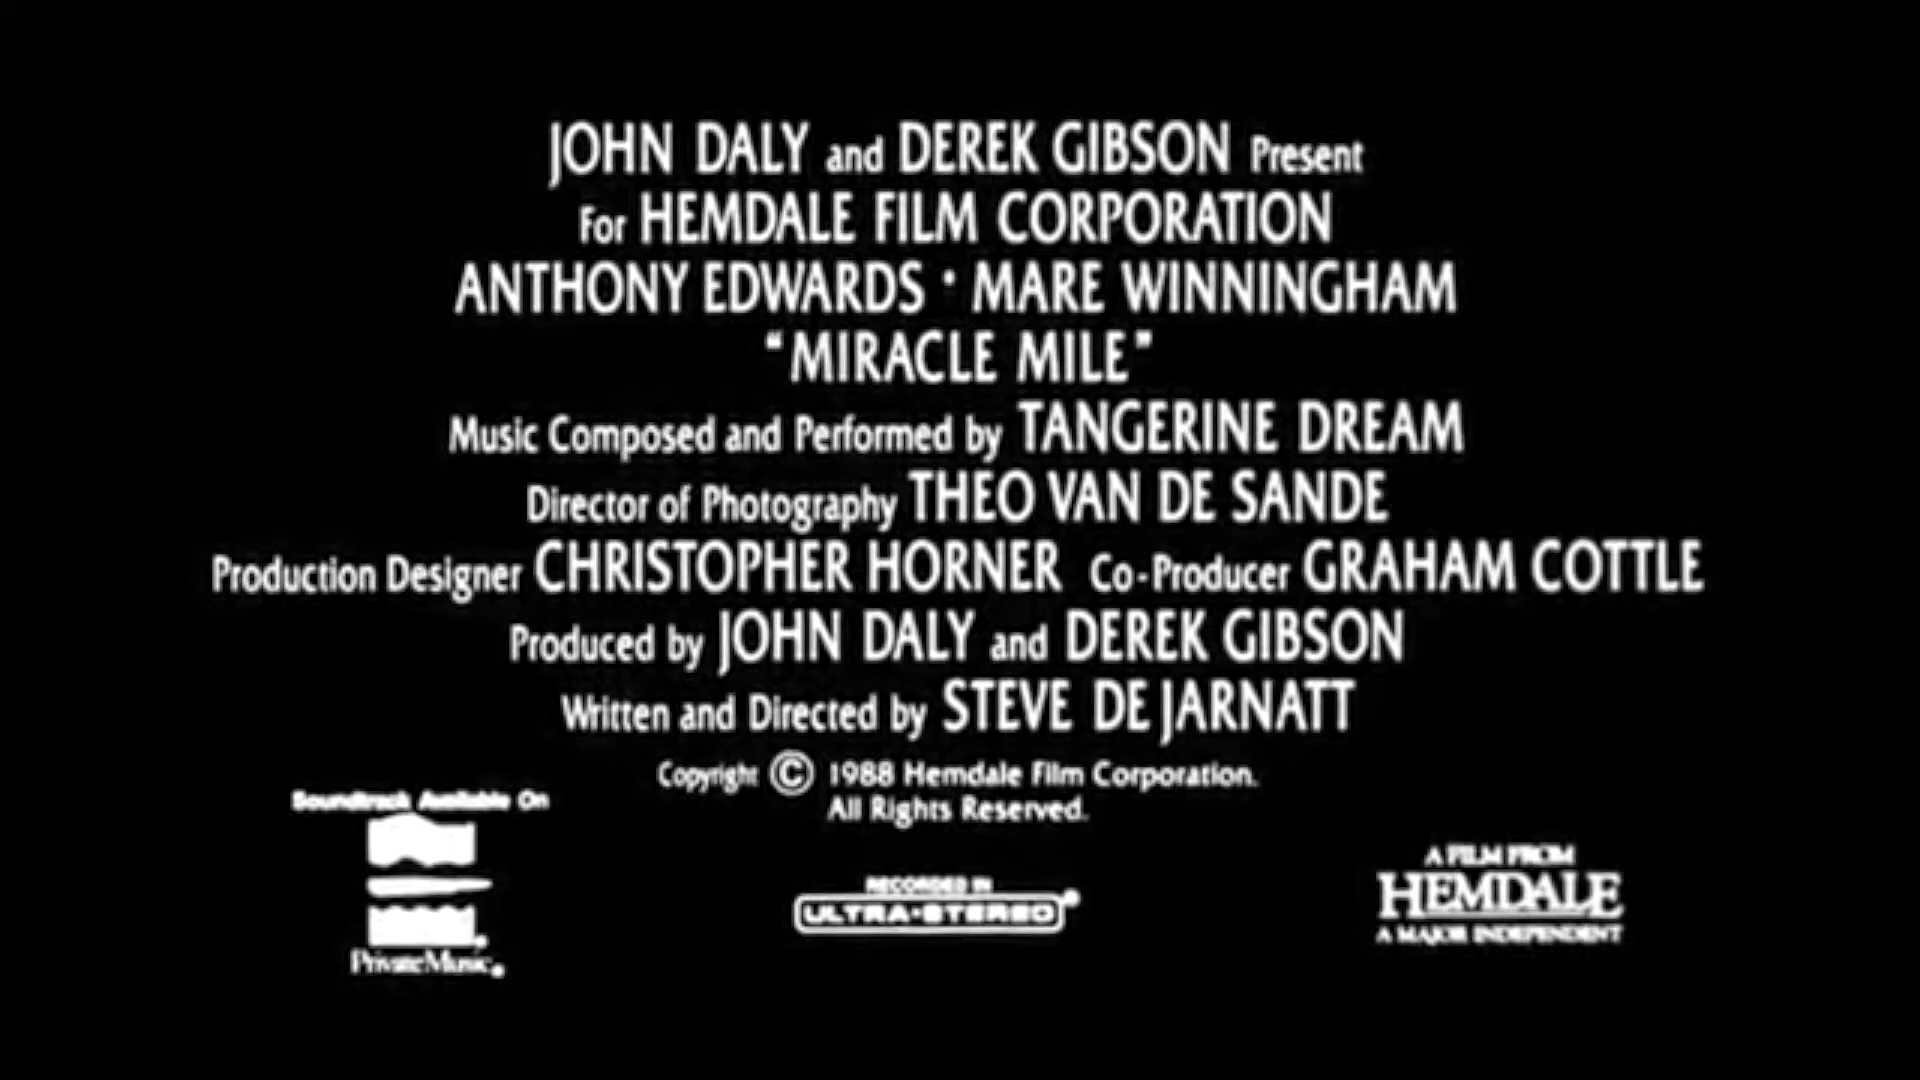 JOHN DALY and DEREK GIBSON Present
For HEMDALE FILM CORPORATION
ANTHONY EDWARDS · MARE WINNINGHAM
“MIRACLE MILE”
Music Composed and Performed by TANGERINE DREAM
Director of Photography THEO VAN DE SANDE
Production Designer CHRISTOPHER HORNER Co-Producer GRAHAM COTTLE
Produced by JOHN DALY and DEREK GIBSON
Written and Directed by STEVE DE JARNATT
Copyright © 1988 Hemdale Film Corporation.
All Rights Reserved.
Soundtrack Available On
Private Music
RECORDED IN
ULTRA·STEREO
A FILM FROM
HEMDALE
A MAJOR INDEPENDENT